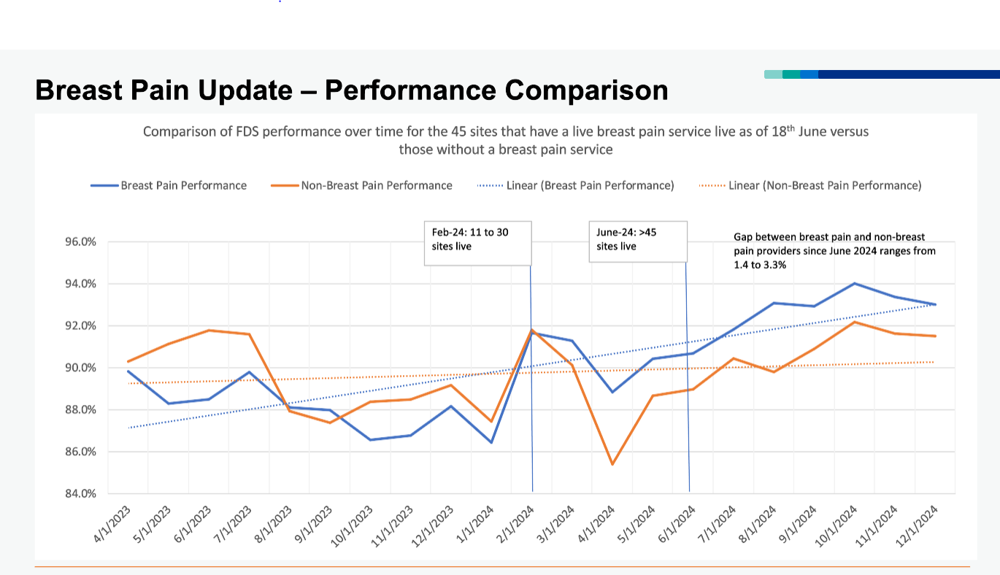 Breast Pain Update – Performance Comparison
Comparison of FDS performance over time for the 45 sites that have a live breast pain service live as of 18th June versus
those without a breast pain service
Breast Pain Performance
Non-Breast Pain Performance
Linear (Breast Pain Performance)
Linear (Non-Breast Pain Performance)
Feb-24: 11 to 30
sites live
June-24: >45
sites live
Gap between breast pain and non-breast
pain providers since June 2024 ranges from
1.4 to 3.3%
96.0%
94.0%
92.0%
90.0%
88.0%
86.0%
84.0%
4/1/2023
5/1/2023
6/1/2023
7/1/2023
8/1/2023
9/1/2023
10/1/2023
11/1/2023
12/1/2023
1/1/2024
2/1/2024
3/1/2024
4/1/2024
5/1/2024
6/1/2024
7/1/2024
8/1/2024
9/1/2024
10/1/2024
11/1/2024
12/1/2024